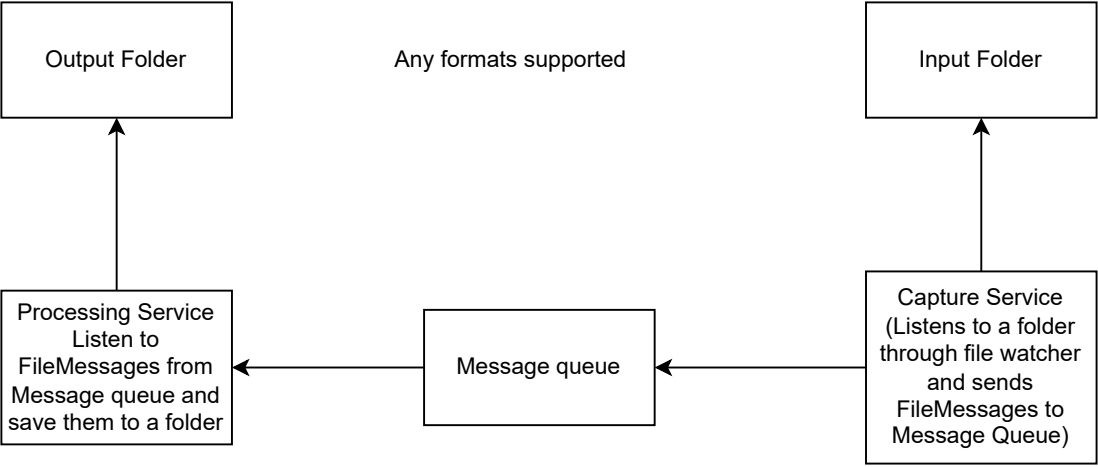 Output Folder
Any formats supported
Input Folder
Processing Service
Listen to
FileMessages from
Message queue and
save them to a folder
Message queue
Capture Service
(Listens to a folder
through file watcher
and sends
FileMessages to
Message Queue)